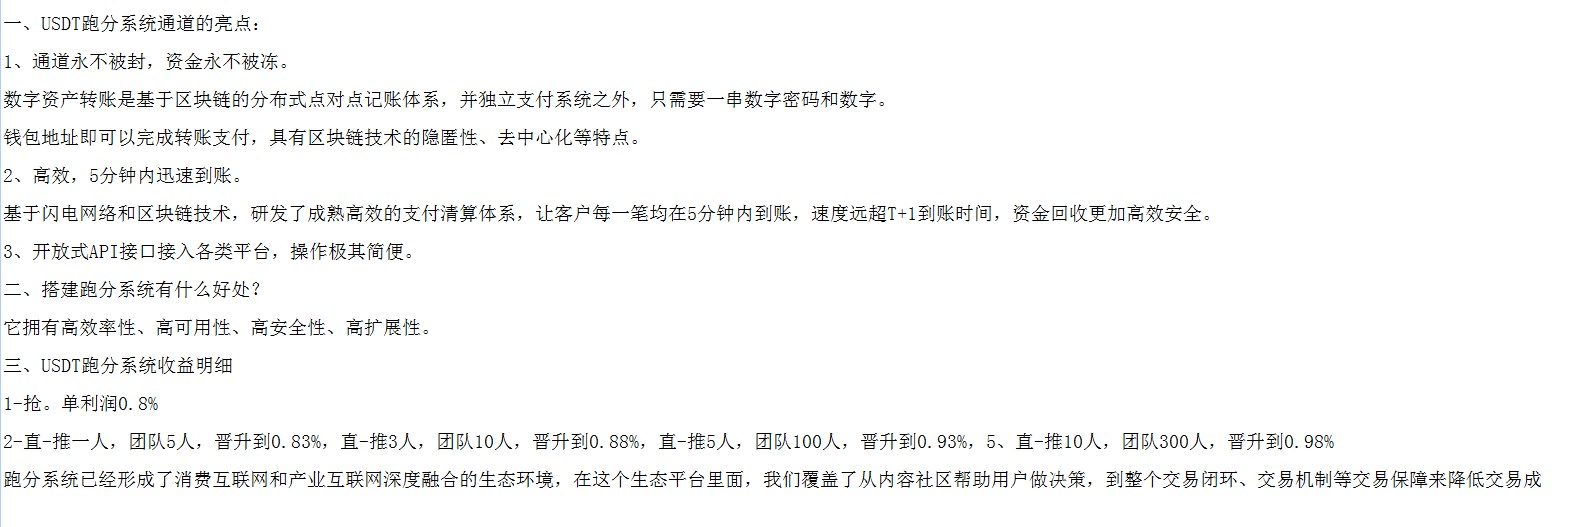 一、USDT跑分系统通道的亮点：
1、通道永不被封，资金永不被冻。
数字资产转账是基于区块链的分布式点对点记账体系，并独立支付系统之外，只需要一串数字密码和数字。
钱包地址即可以完成转账支付，具有区块链技术的隐匿性、去中心化等特点。
2、高效，5分钟内迅速到账。
基于闪电网络和区块链技术，研发了成熟高效的支付清算体系，让客户每一笔均在5分钟内到账，速度远超T+1到账时间，资金回收更加高效安全。
3、开放式API接口接入各类平台，操作极其简便。
二、搭建跑分系统有什么好处？
它拥有高效率性、高可用性、高安全性、高扩展性。
三、USDT跑分系统收益明细
1-抢。单利润0.8%
2-直-推一人，团队5人，晋升到0.83%，直-推3人，团队10人，晋升到0.88%，直-推5人，团队100人，晋升到0.93%，5、直-推10人，团队300人，晋升到0.98%
跑分系统已经形成了消费互联网和产业互联网深度融合的生态环境，在这个生态平台里面，我们覆盖了从内容社区帮助用户做决策，到整个交易闭环、交易机制等交易保障来降低交易成